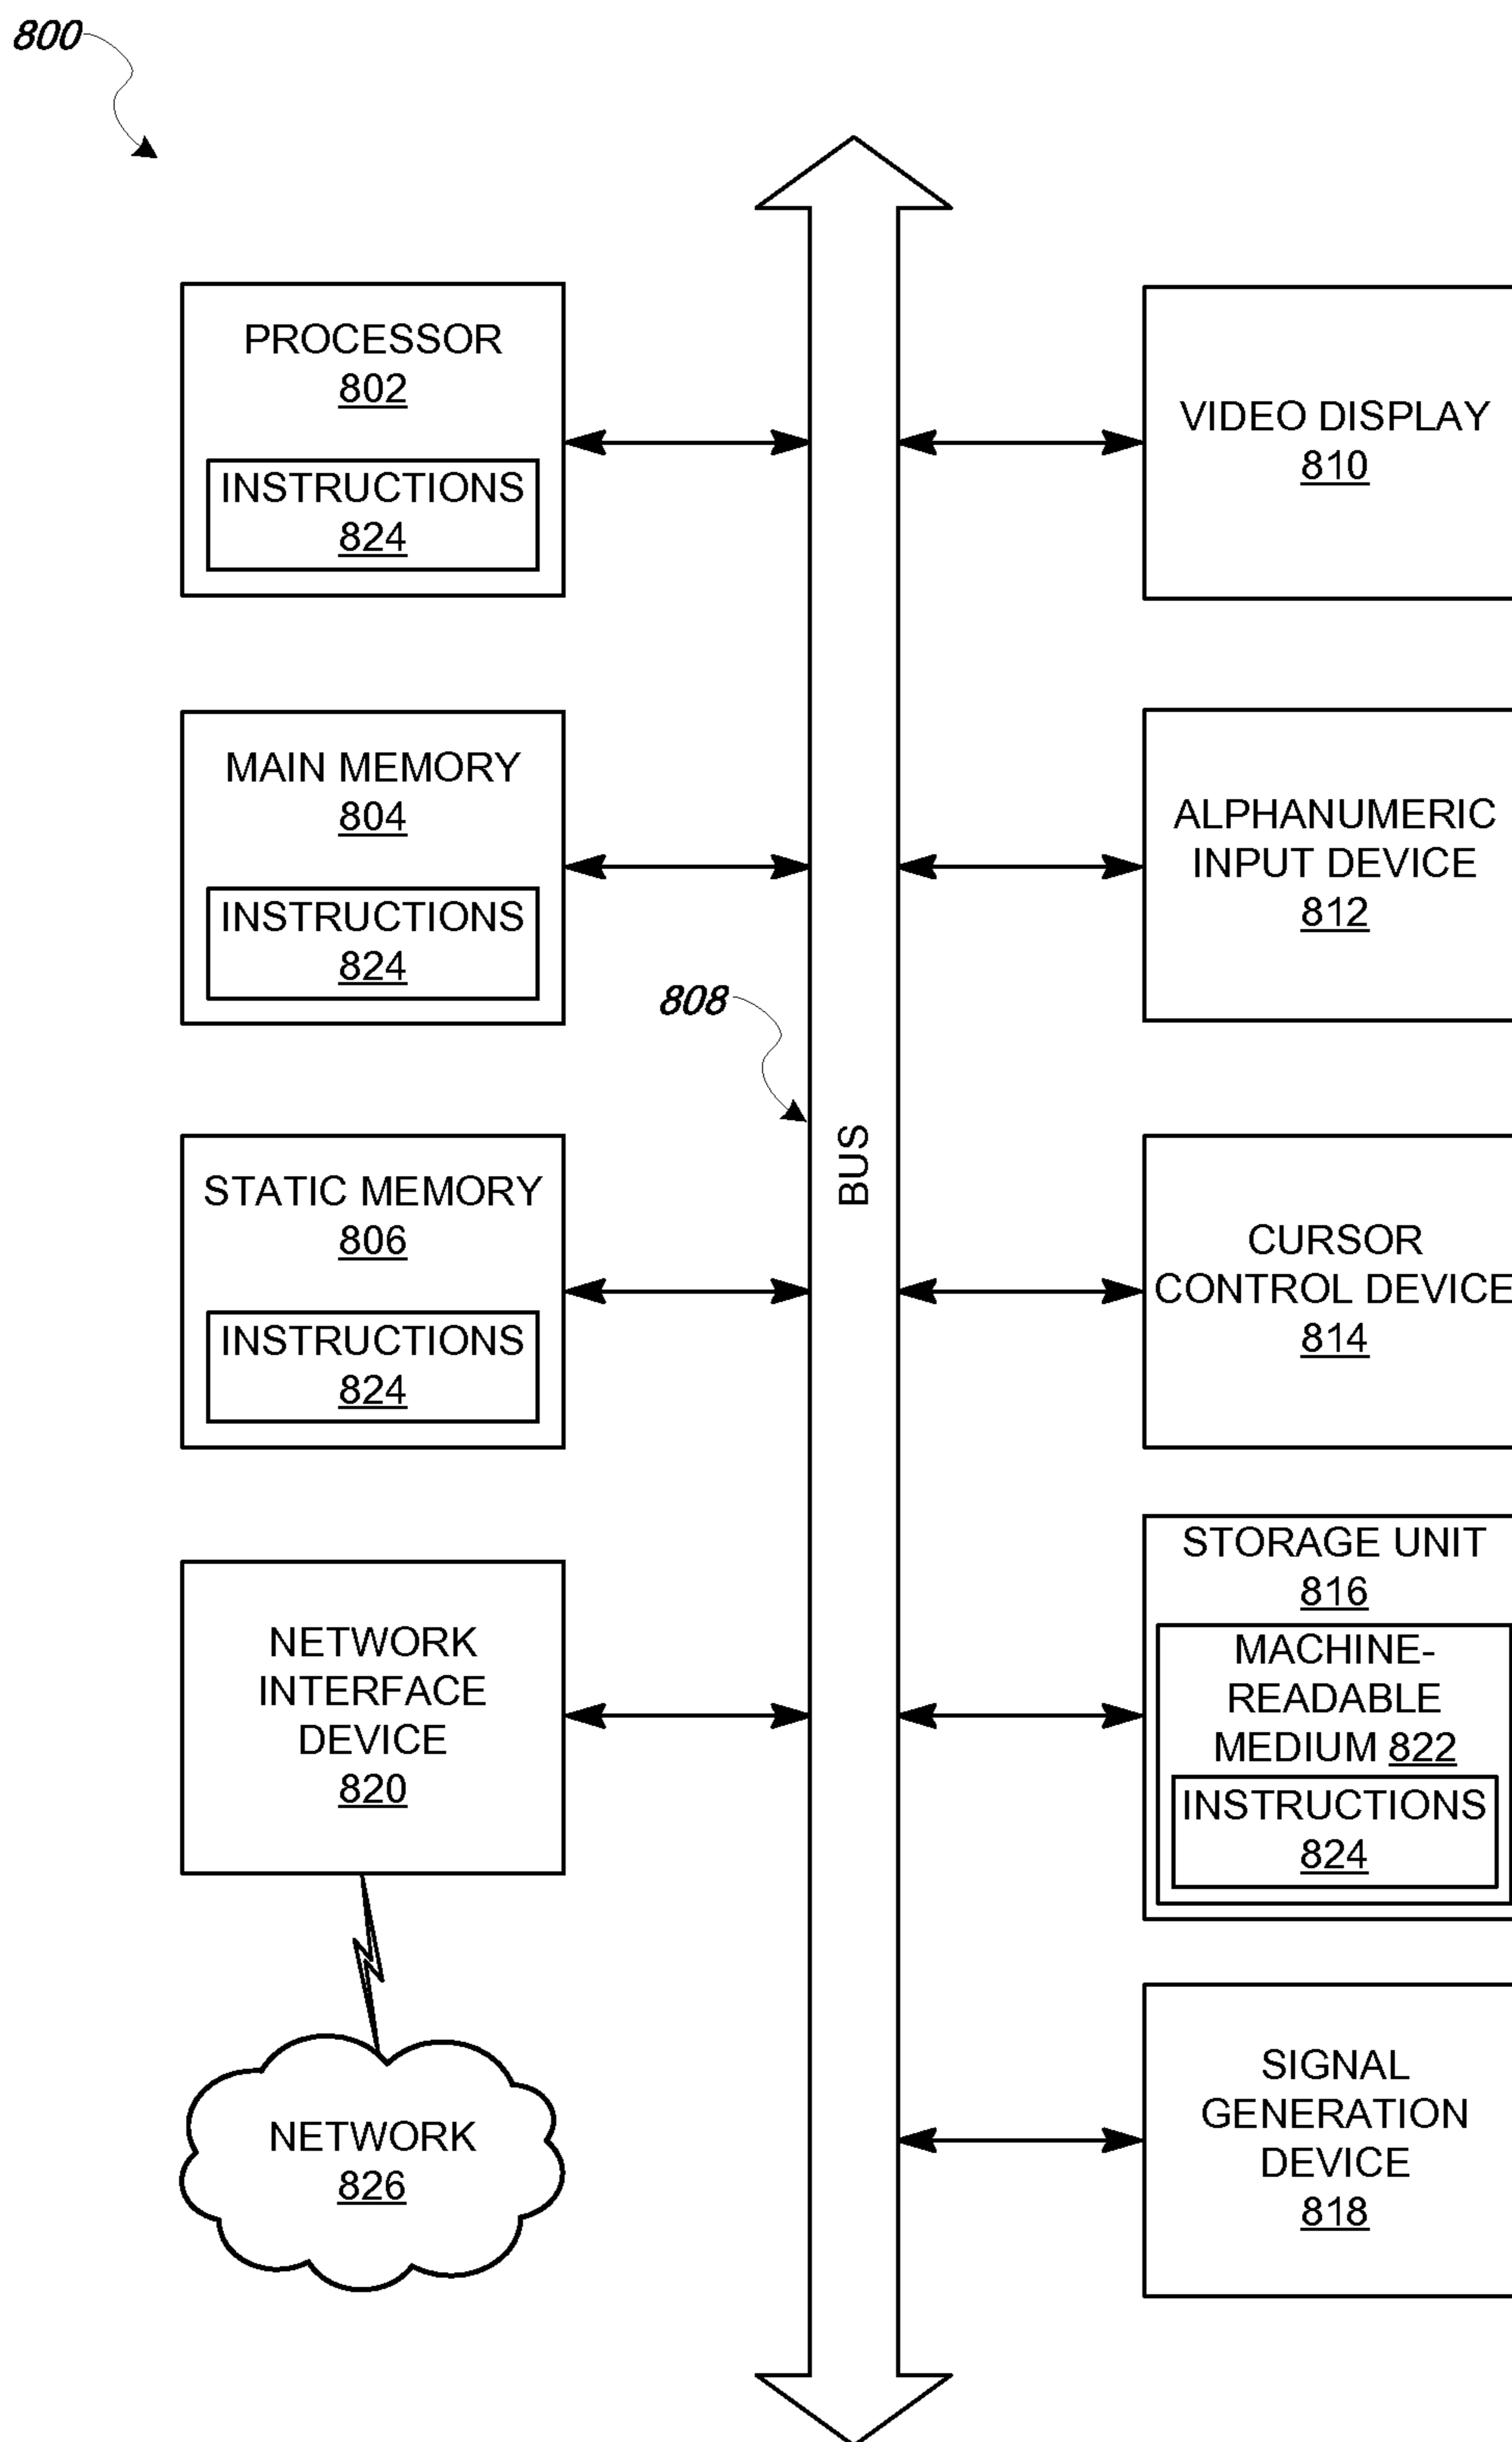 800
PROCESSOR
802
INSTRUCTIONS
824
MAIN MEMORY
804
INSTRUCTIONS
824
STATIC MEMORY
806
INSTRUCTIONS
824
NETWORK
INTERFACE
DEVICE
820
NETWORK
826
808
BUS
VIDEO DISPLAY
810
ALPHANUMERIC
INPUT DEVICE
812
CURSOR
CONTROL DEVICE
814
STORAGE UNIT
816
MACHINE-
READABLE
MEDIUM 822
INSTRUCTIONS
824
SIGNAL
GENERATION
DEVICE
818